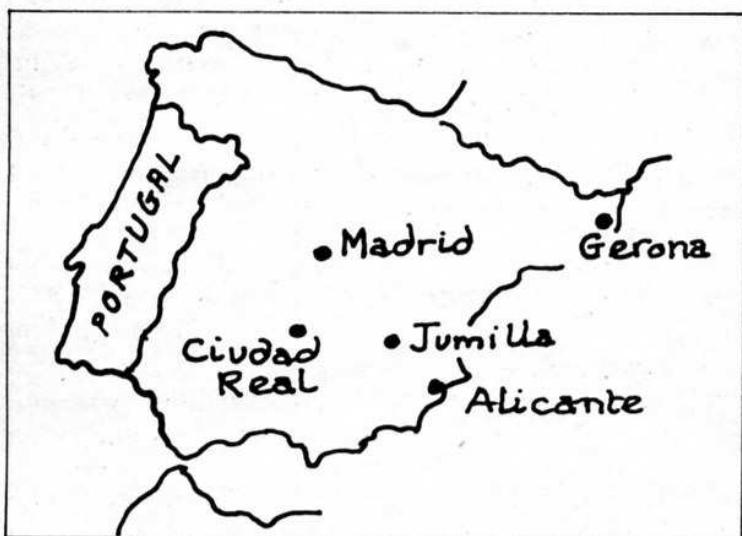 PORTUGAL
Madrid
Gerona
Ciudad
Real
Jumilla
Alicante